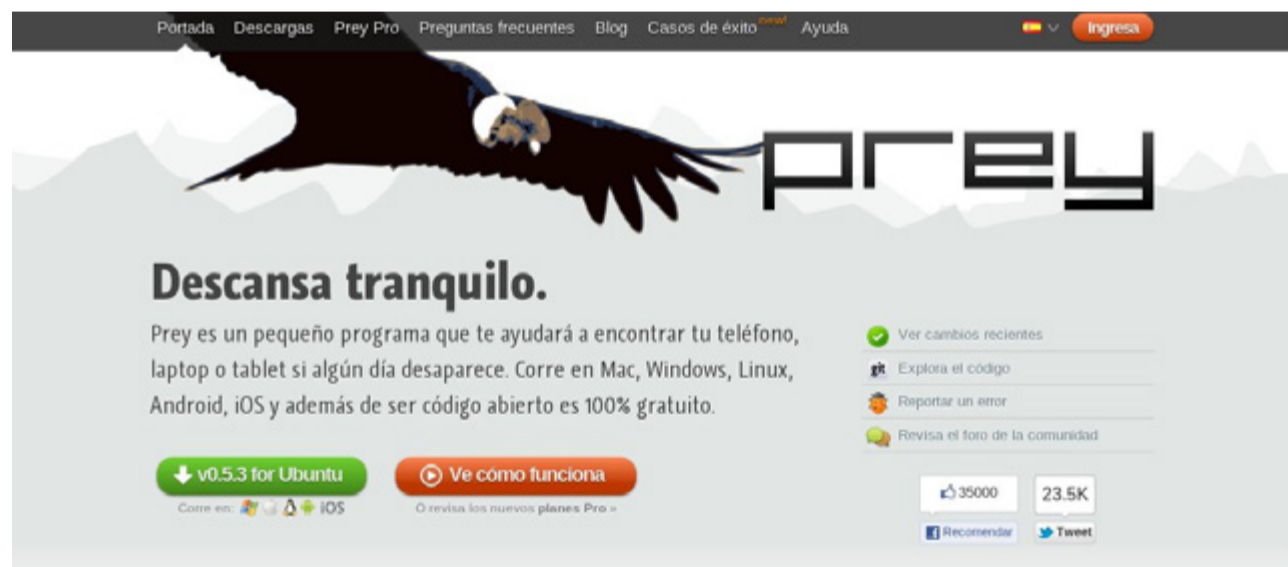 Portada Descargas Prey Pro Preguntas frecuentes Blog Casos de éxito new! Ayuda Ingresa
prey
Descansa tranquilo.
Prey es un pequeño programa que te ayudará a encontrar tu teléfono,
laptop o tablet si algún día desaparece. Corre en Mac, Windows, Linux,
Android, iOS y además de ser código abierto es 100% gratuito.
Ver cambios recientes
git Explora el código
Reportar un error
Revisa el foro de la comunidad
v0.5.3 for Ubuntu
Corre en: iOS
Ve cómo funciona
O revisa los nuevos planes Pro »
35000
Recomendar
23.5K
Tweet